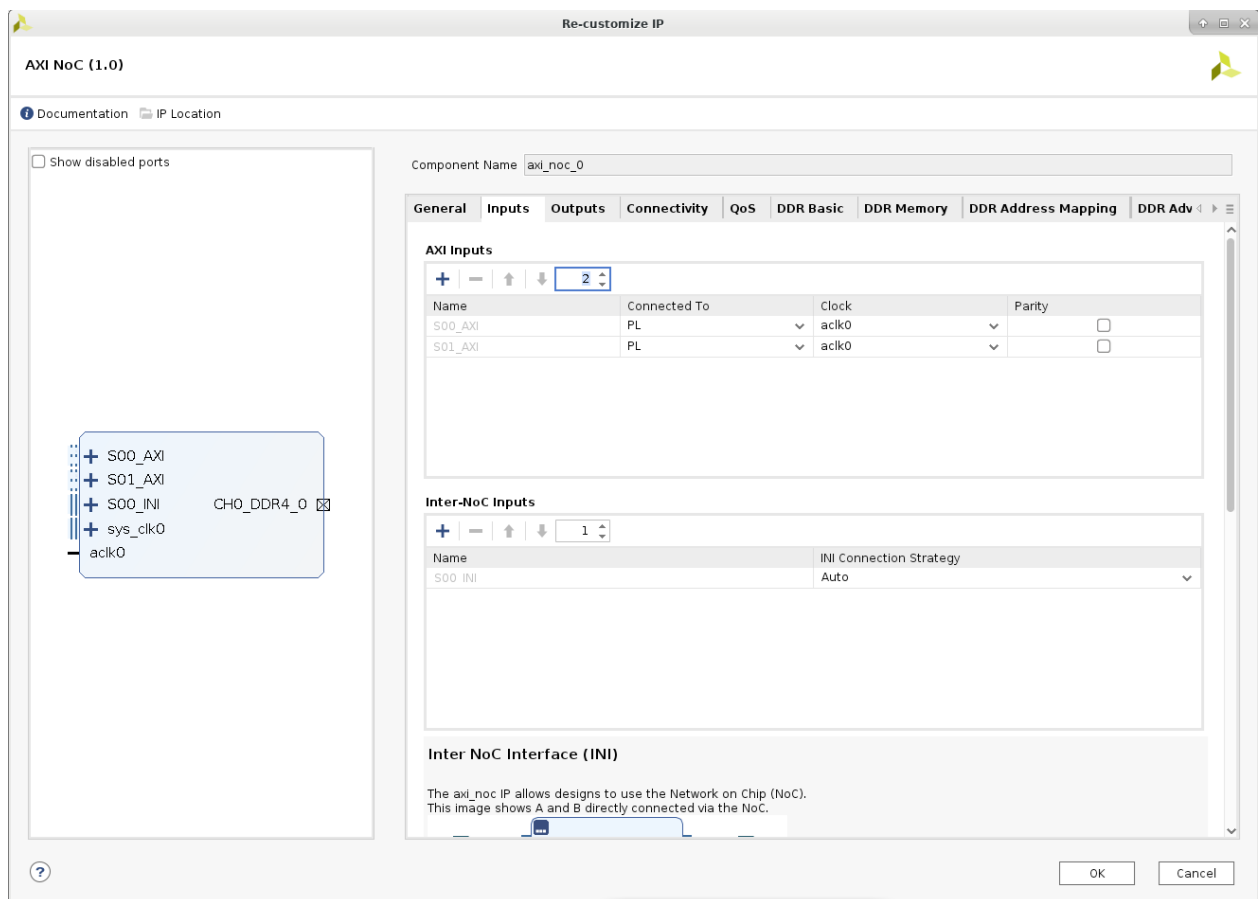 Re-customize IP
AXI NoC (1.0)
Documentation IP Location
Show disabled ports
S00_AXI
S01_AXI
S00_INI CH0_DDR4_0
sys_clk0
aclk0
Component Name axi_noc_0
General Inputs Outputs Connectivity QoS DDR Basic DDR Memory DDR Address Mapping DDR Adv
AXI Inputs
2
Name Connected To Clock Parity
S00_AXI PL aclk0
S01_AXI PL aclk0
Inter-NoC Inputs
1
Name INI Connection Strategy
S00_INI Auto
Inter NoC Interface (INI)
The axi_noc IP allows designs to use the Network on Chip (NoC).
This image shows A and B directly connected via the NoC.
?
OK Cancel